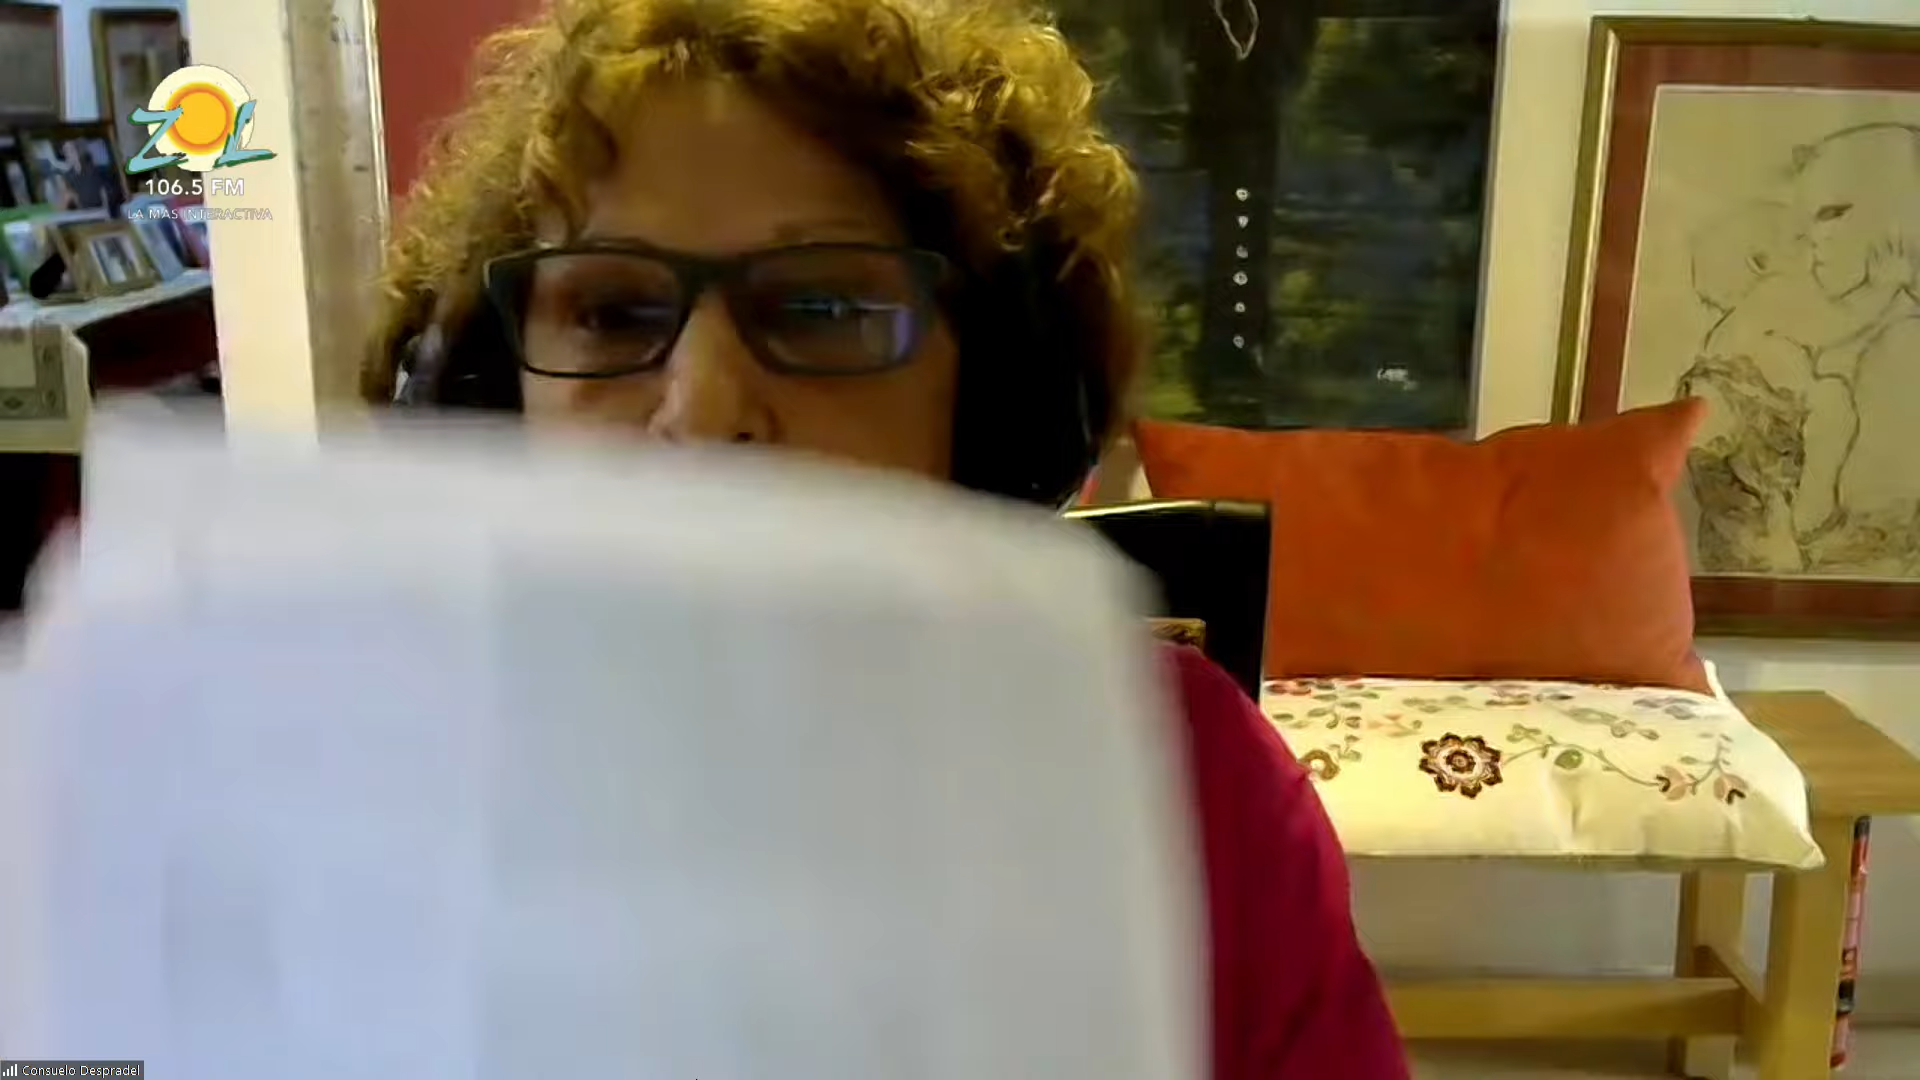 ZOL
106.5 FM
LA MAS INTERACTIVA
Consuelo Despradel